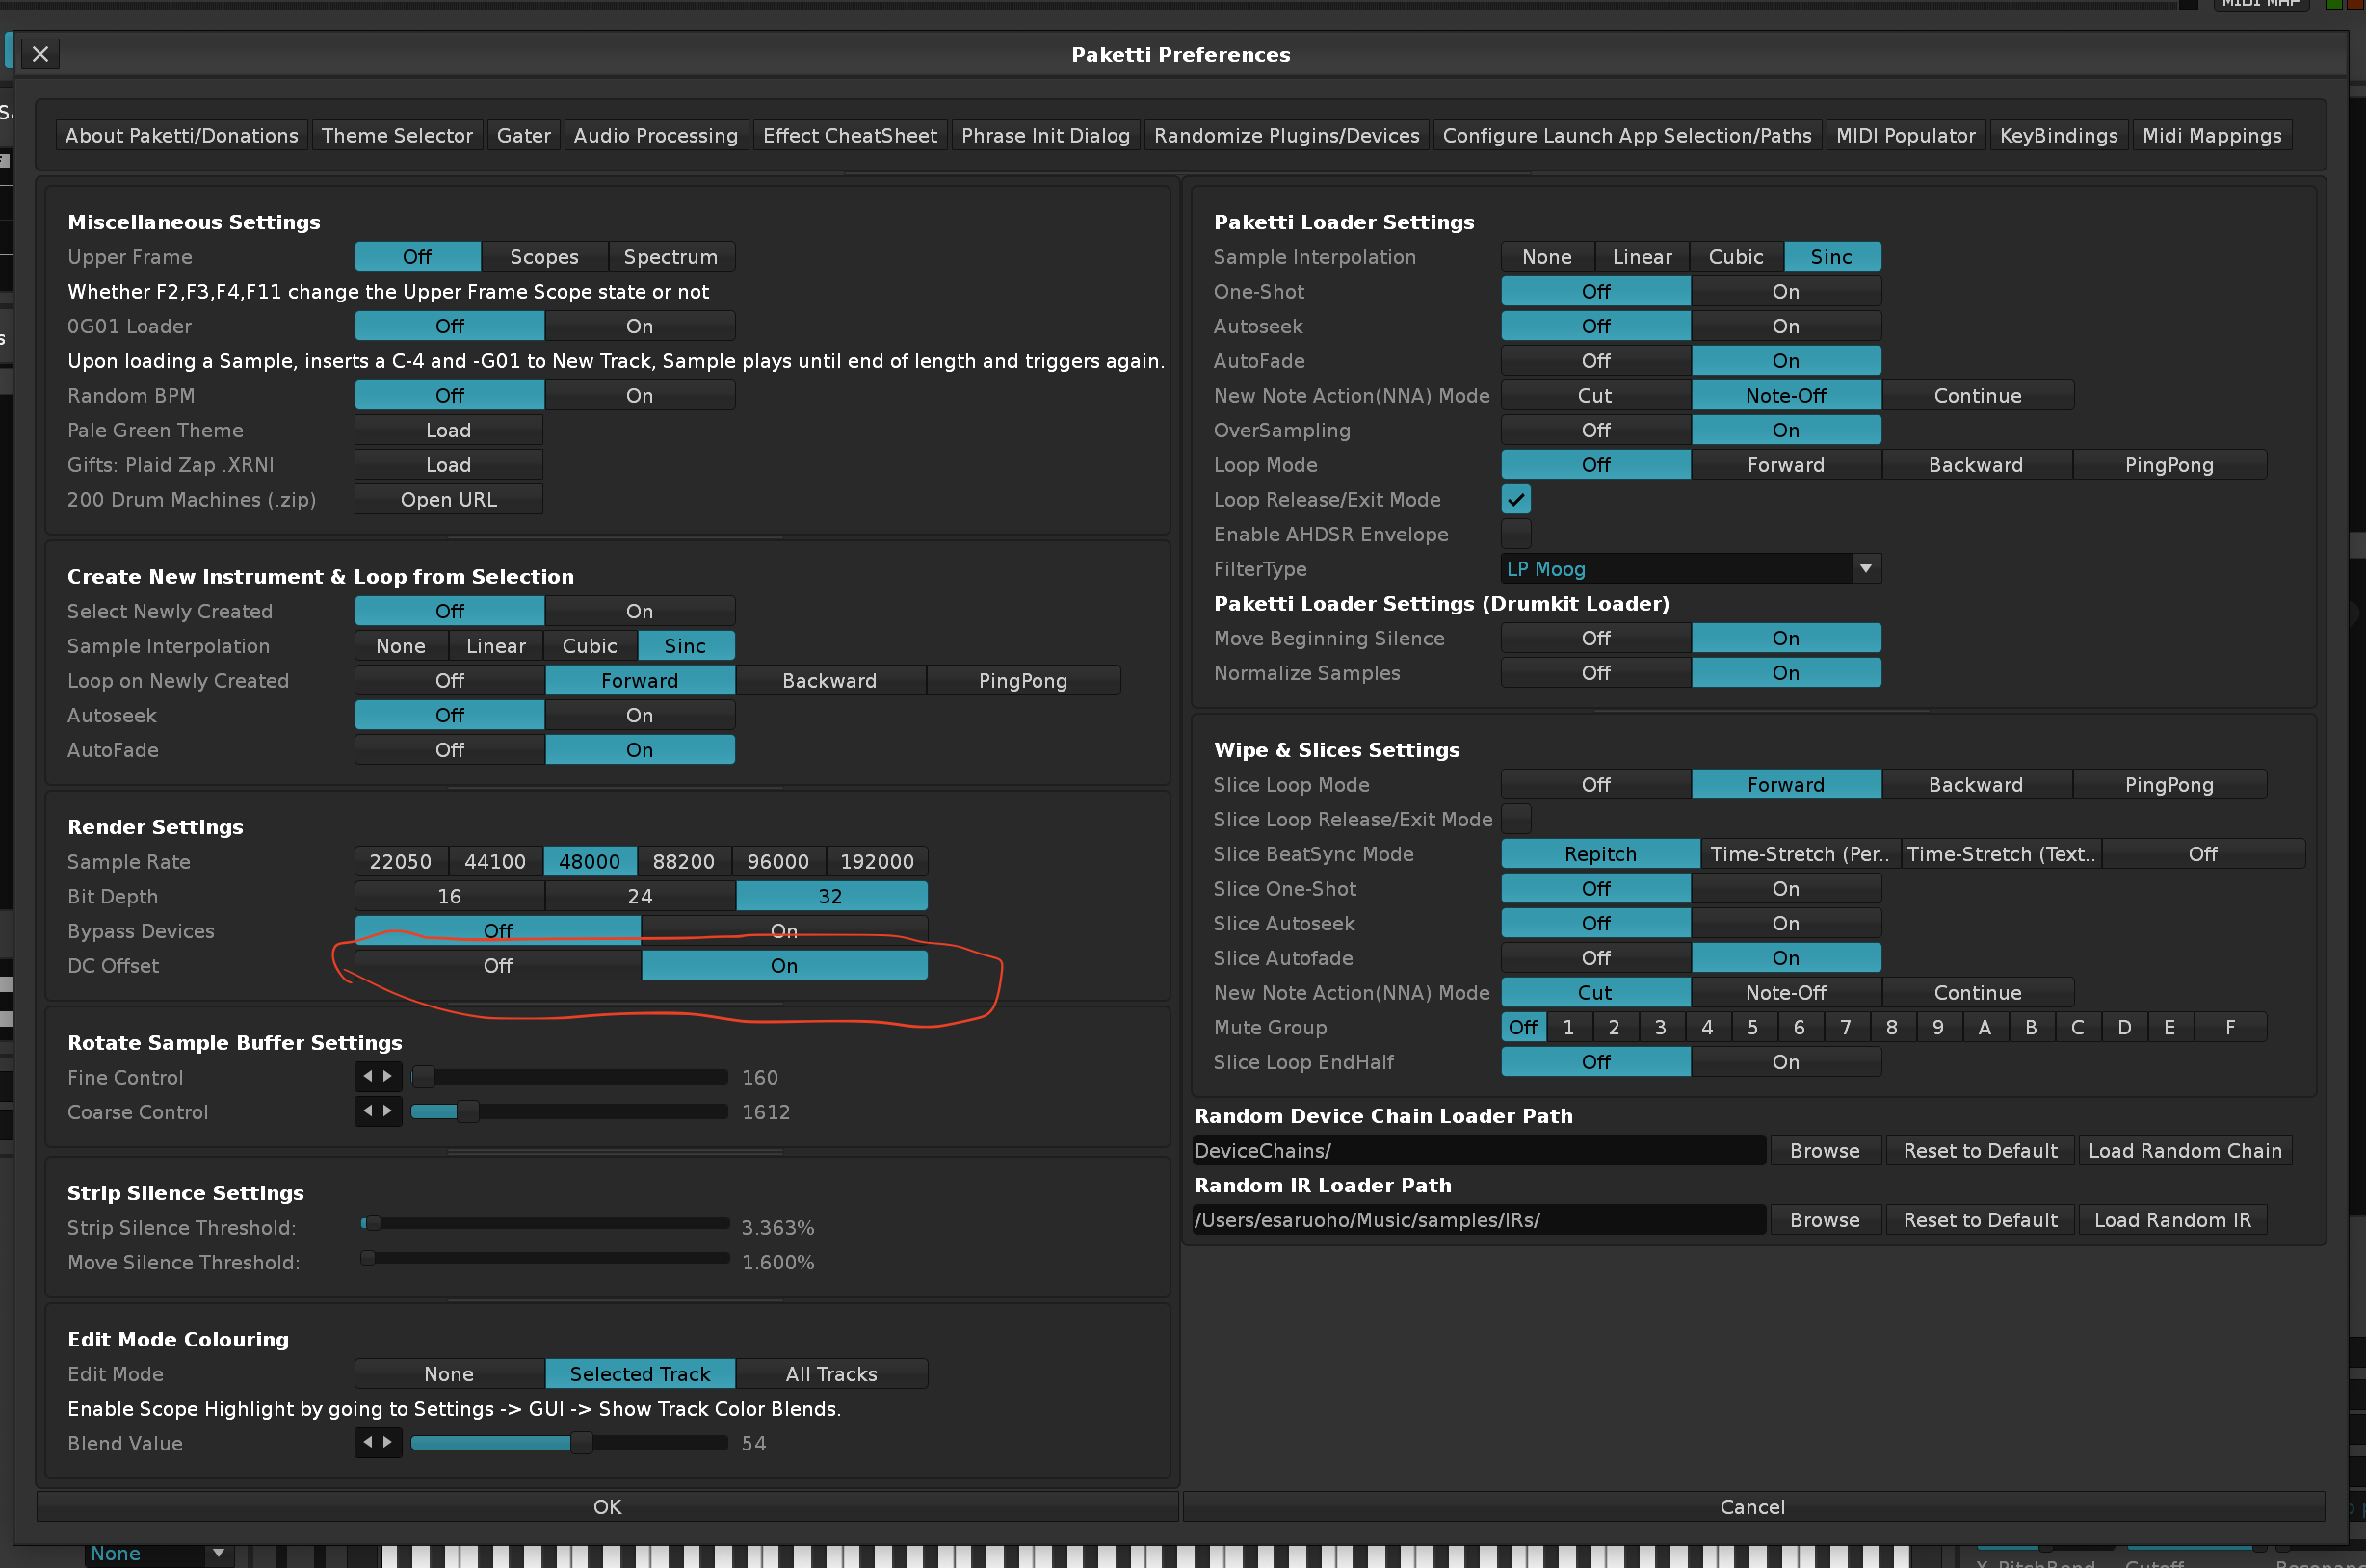 MIDI MAP
Paketti Preferences
About Paketti/Donations Theme Selector Gater Audio Processing Effect CheatSheet Phrase Init Dialog Randomize Plugins/Devices Configure Launch App Selection/Paths MIDI Populator KeyBindings Midi Mappings
Miscellaneous Settings
Upper Frame Off Scopes Spectrum
Whether F2,F3,F4,F11 change the Upper Frame Scope state or not
0G01 Loader Off On
Upon loading a Sample, inserts a C-4 and -G01 to New Track, Sample plays until end of length and triggers again.
Random BPM Off On
Pale Green Theme Load
Gifts: Plaid Zap .XRNI Load
200 Drum Machines (.zip) Open URL
Create New Instrument & Loop from Selection
Select Newly Created Off On
Sample Interpolation None Linear Cubic Sinc
Loop on Newly Created Off Forward Backward PingPong
Autoseek Off On
AutoFade Off On
Render Settings
Sample Rate 22050 44100 48000 88200 96000 192000
Bit Depth 16 24 32
Bypass Devices Off On
DC Offset Off On
Rotate Sample Buffer Settings
Fine Control 160
Coarse Control 1612
Strip Silence Settings
Strip Silence Threshold: 3.363%
Move Silence Threshold: 1.600%
Edit Mode Colouring
Edit Mode None Selected Track All Tracks
Enable Scope Highlight by going to Settings -> GUI -> Show Track Color Blends.
Blend Value 54
Paketti Loader Settings
Sample Interpolation None Linear Cubic Sinc
One-Shot Off On
Autoseek Off On
AutoFade Off On
New Note Action(NNA) Mode Cut Note-Off Continue
OverSampling Off On
Loop Mode Off Forward Backward PingPong
Loop Release/Exit Mode
Enable AHDSR Envelope
FilterType LP Moog
Paketti Loader Settings (Drumkit Loader)
Move Beginning Silence Off On
Normalize Samples Off On
Wipe & Slices Settings
Slice Loop Mode Off Forward Backward PingPong
Slice Loop Release/Exit Mode
Slice BeatSync Mode Repitch Time-Stretch (Per.. Time-Stretch (Text.. Off
Slice One-Shot Off On
Slice Autoseek Off On
Slice Autofade Off On
New Note Action(NNA) Mode Cut Note-Off Continue
Mute Group Off 1 2 3 4 5 6 7 8 9 A B C D E F
Slice Loop EndHalf Off On
Random Device Chain Loader Path
DeviceChains/ Browse Reset to Default Load Random Chain
Random IR Loader Path
/Users/esaruoho/Music/samples/IRs/ Browse Reset to Default Load Random IR
OK Cancel
None
X_PitchBend Cutoff